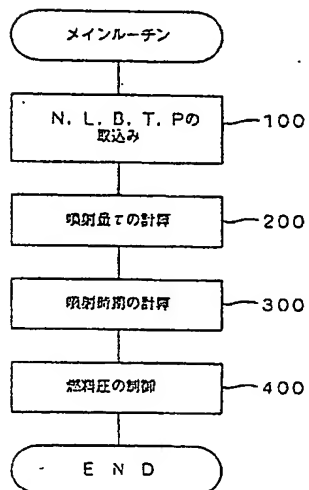 メインルーチン
N, L, B, T, Pの
取込み
100
噴射量τの計算
200
噴射時期の計算
300
燃料圧の制御
400
END